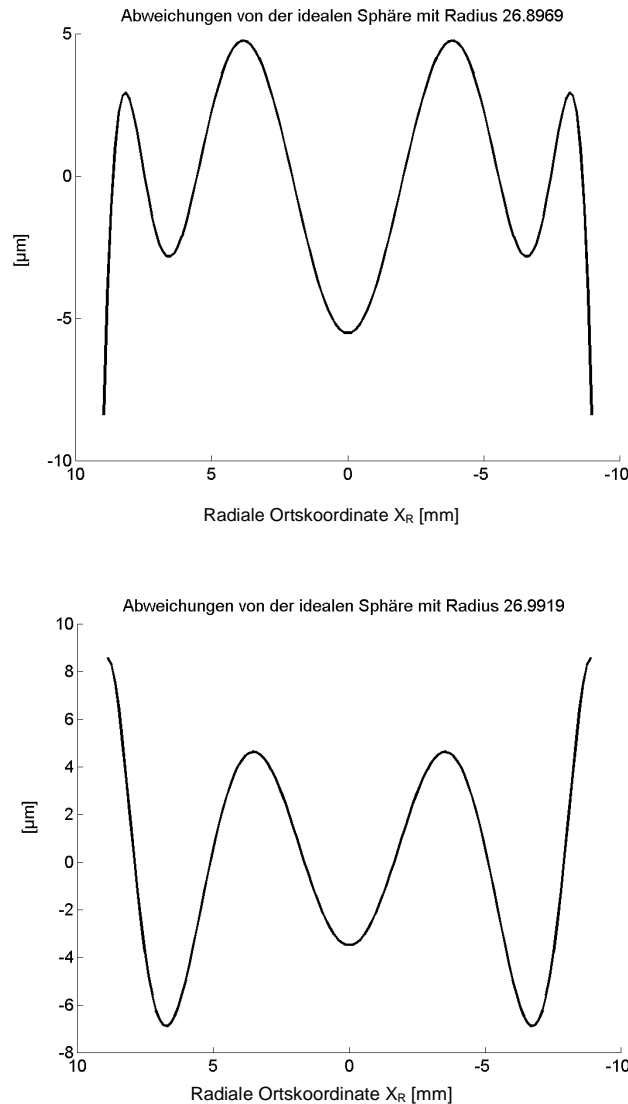 Abweichungen von der idealen Sphäre mit Radius 26.8969
5
0
-5
-10
[µm]
10 5 0 -5 -10
Radiale Ortskoordinate X_R [mm]
Abweichungen von der idealen Sphäre mit Radius 26.9919
10
8
6
4
2
0
-2
-4
-6
-8
[µm]
10 5 0 -5 -10
Radiale Ortskoordinate X_R [mm]